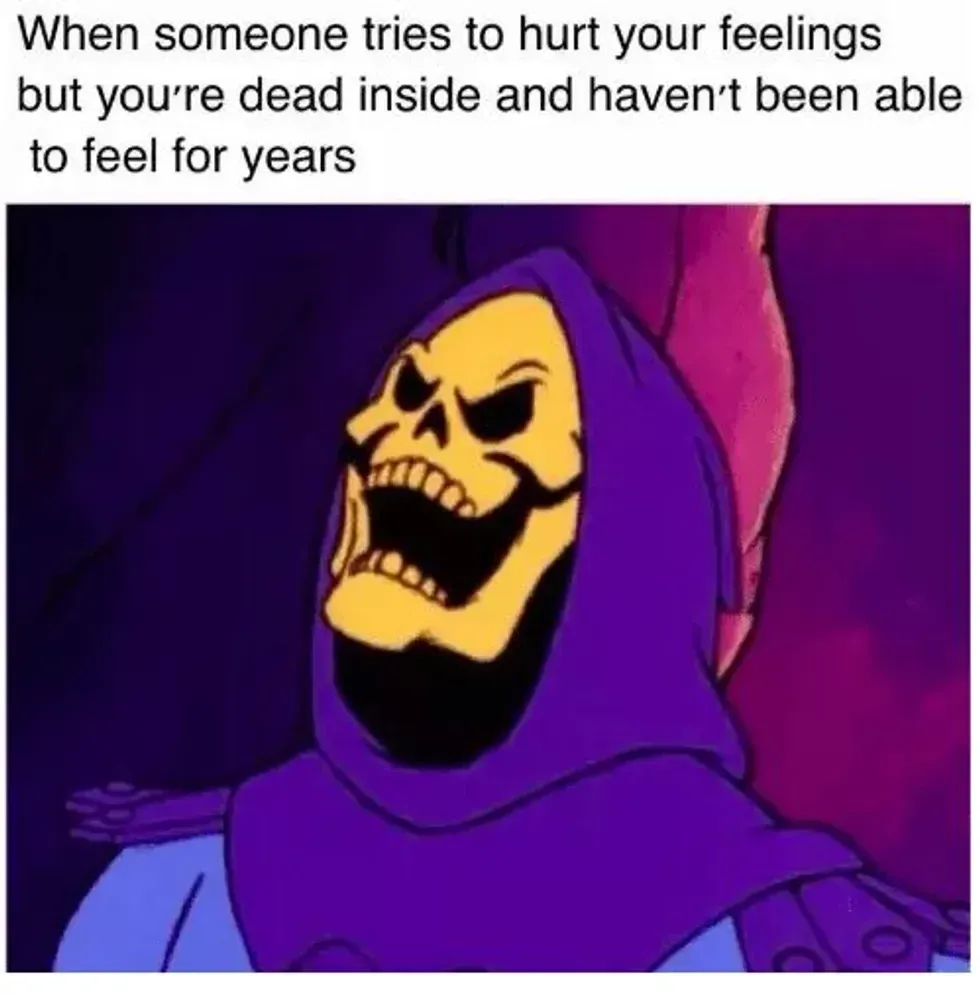 When someone tries to hurt your feelings
but you're dead inside and haven't been able
to feel for years